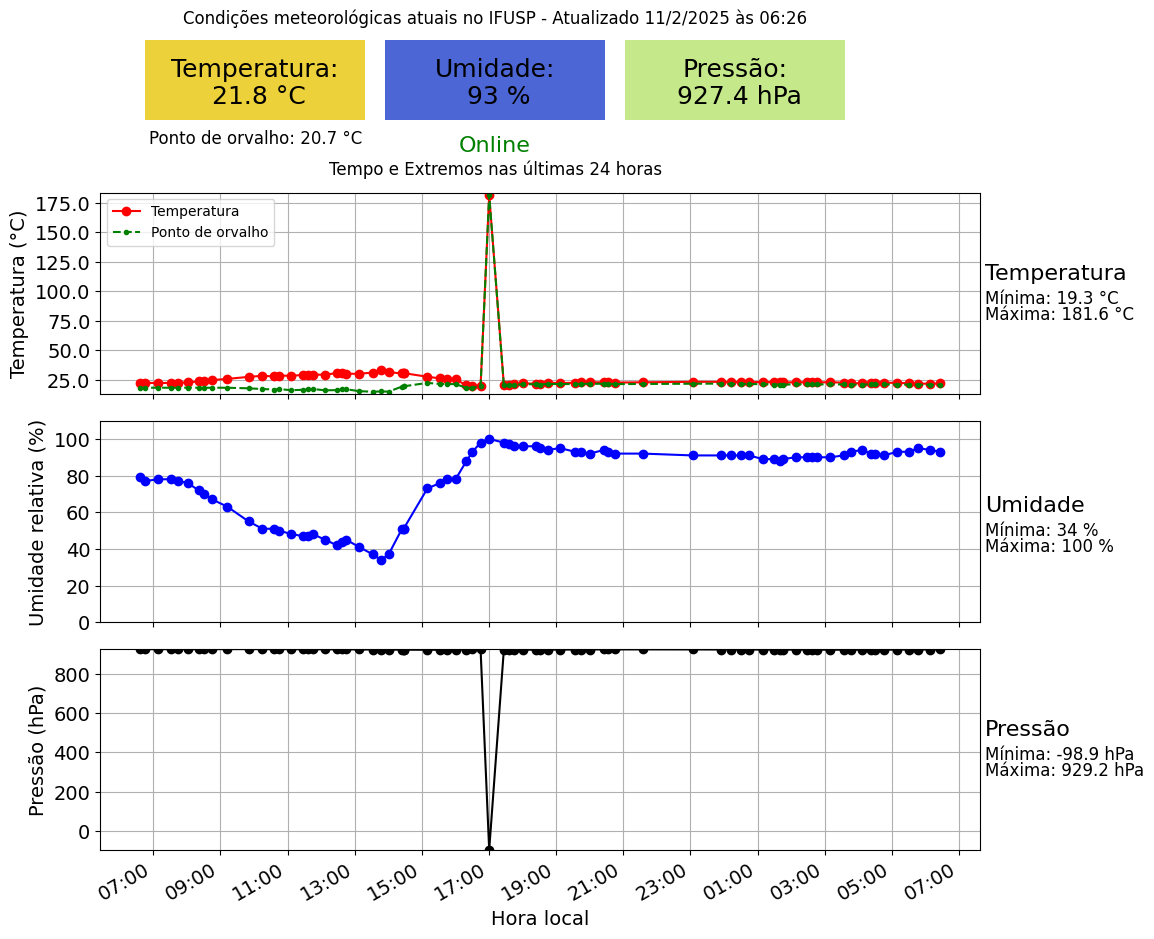 Condições meteorológicas atuais no IFUSP - Atualizado 11/2/2025 às 06:26
Temperatura:
21.8 °C
Umidade:
93 %
Pressão:
927.4 hPa
Ponto de orvalho: 20.7 °C
Online
Tempo e Extremos nas últimas 24 horas
Temperatura (°C)
175.0
150.0
125.0
100.0
75.0
50.0
25.0
Temperatura
Ponto de orvalho
Temperatura
Mínima: 19.3 °C
Máxima: 181.6 °C
Umidade relativa (%)
100
80
60
40
20
0
Umidade
Mínima: 34 %
Máxima: 100 %
Pressão (hPa)
800
600
400
200
0
Pressão
Mínima: -98.9 hPa
Máxima: 929.2 hPa
07:00
09:00
11:00
13:00
15:00
17:00
19:00
21:00
23:00
01:00
03:00
05:00
07:00
Hora local